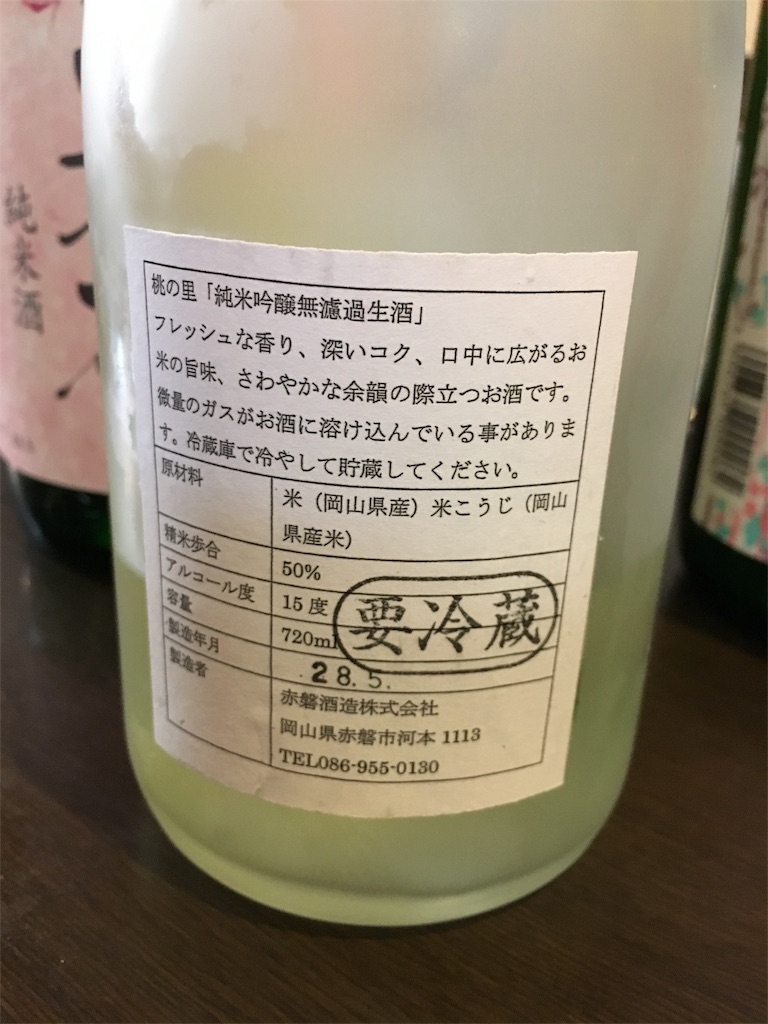 純米酒
桃の里「純米吟醸無濾過生酒」
フレッシュな香り、深いコク、口中に広がるお
米の旨味、さわやかな余韻の際立つお酒です。
微量のガスがお酒に溶け込んでいる事がありま
す。冷蔵庫で冷やして貯蔵してください。
原材料
米（岡山県産）米こうじ（岡山
県産米）
精米歩合
50%
アルコール度
15度
容量
720ml
要冷蔵
製造年月
28.5.
製造者
赤磐酒造株式会社
岡山県赤磐市河本 1113
TEL086-955-0130